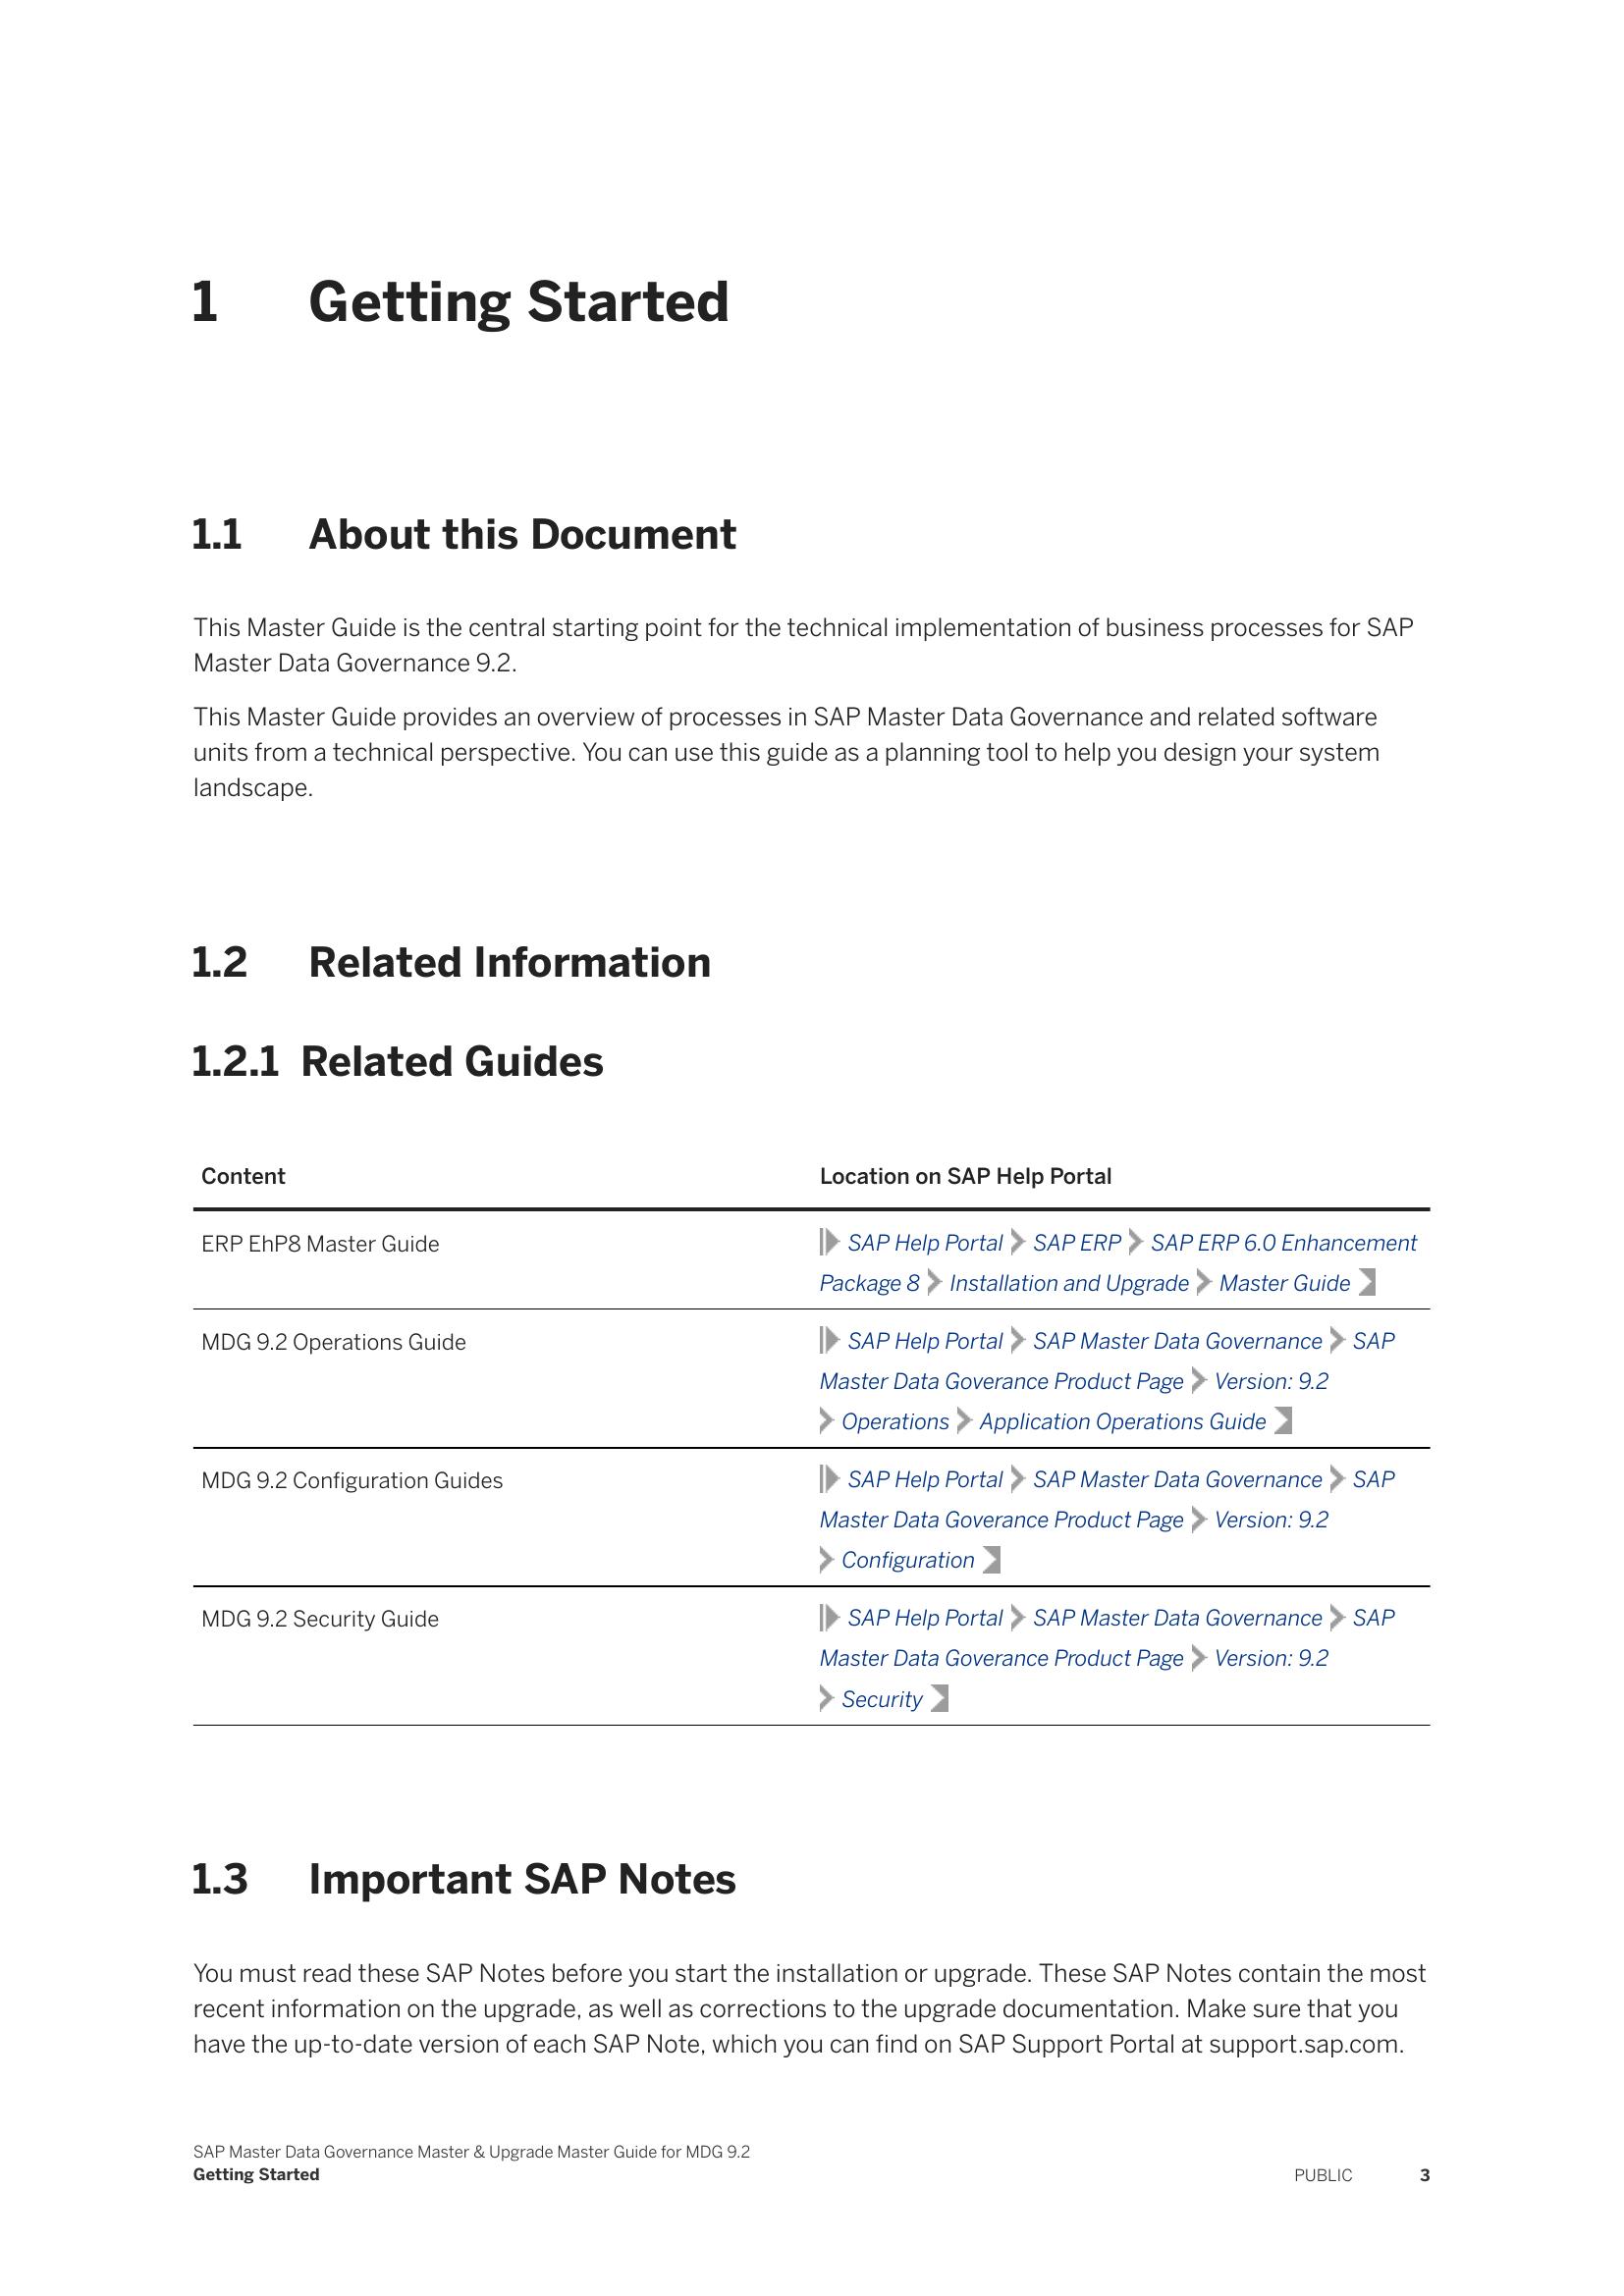 1 Getting Started
1.1 About this Document
This Master Guide is the central starting point for the technical implementation of business processes for SAP
Master Data Governance 9.2.
This Master Guide provides an overview of processes in SAP Master Data Governance and related software
units from a technical perspective. You can use this guide as a planning tool to help you design your system
landscape.
1.2 Related Information
1.2.1 Related Guides
Content Location on SAP Help Portal
ERP EhP8 Master Guide SAP Help Portal SAP ERP SAP ERP 6.0 Enhancement
Package 8 Installation and Upgrade Master Guide
MDG 9.2 Operations Guide SAP Help Portal SAP Master Data Governance SAP
Master Data Goverance Product Page Version: 9.2
Operations Application Operations Guide
MDG 9.2 Configuration Guides SAP Help Portal SAP Master Data Governance SAP
Master Data Goverance Product Page Version: 9.2
Configuration
MDG 9.2 Security Guide SAP Help Portal SAP Master Data Governance SAP
Master Data Goverance Product Page Version: 9.2
Security
1.3 Important SAP Notes
You must read these SAP Notes before you start the installation or upgrade. These SAP Notes contain the most
recent information on the upgrade, as well as corrections to the upgrade documentation. Make sure that you
have the up-to-date version of each SAP Note, which you can find on SAP Support Portal at support.sap.com.
SAP Master Data Governance Master & Upgrade Master Guide for MDG 9.2
Getting Started PUBLIC 3